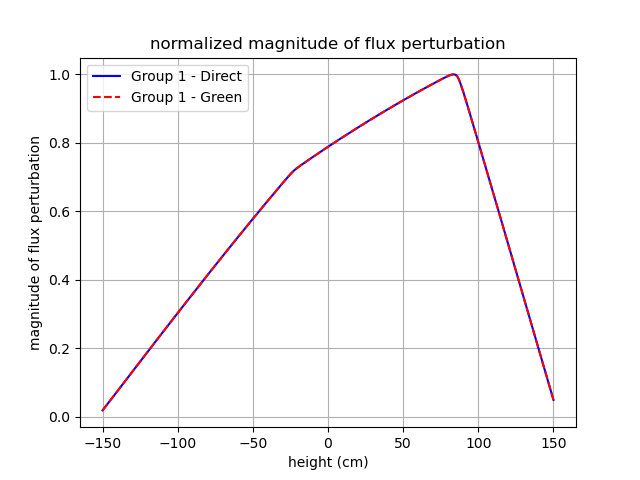 normalized magnitude of flux perturbation
Group 1 - Direct
Group 1 - Green
1.0
0.8
0.6
0.4
0.2
0.0
magnitude of flux perturbation
−150
−100
−50
0
50
100
150
height (cm)